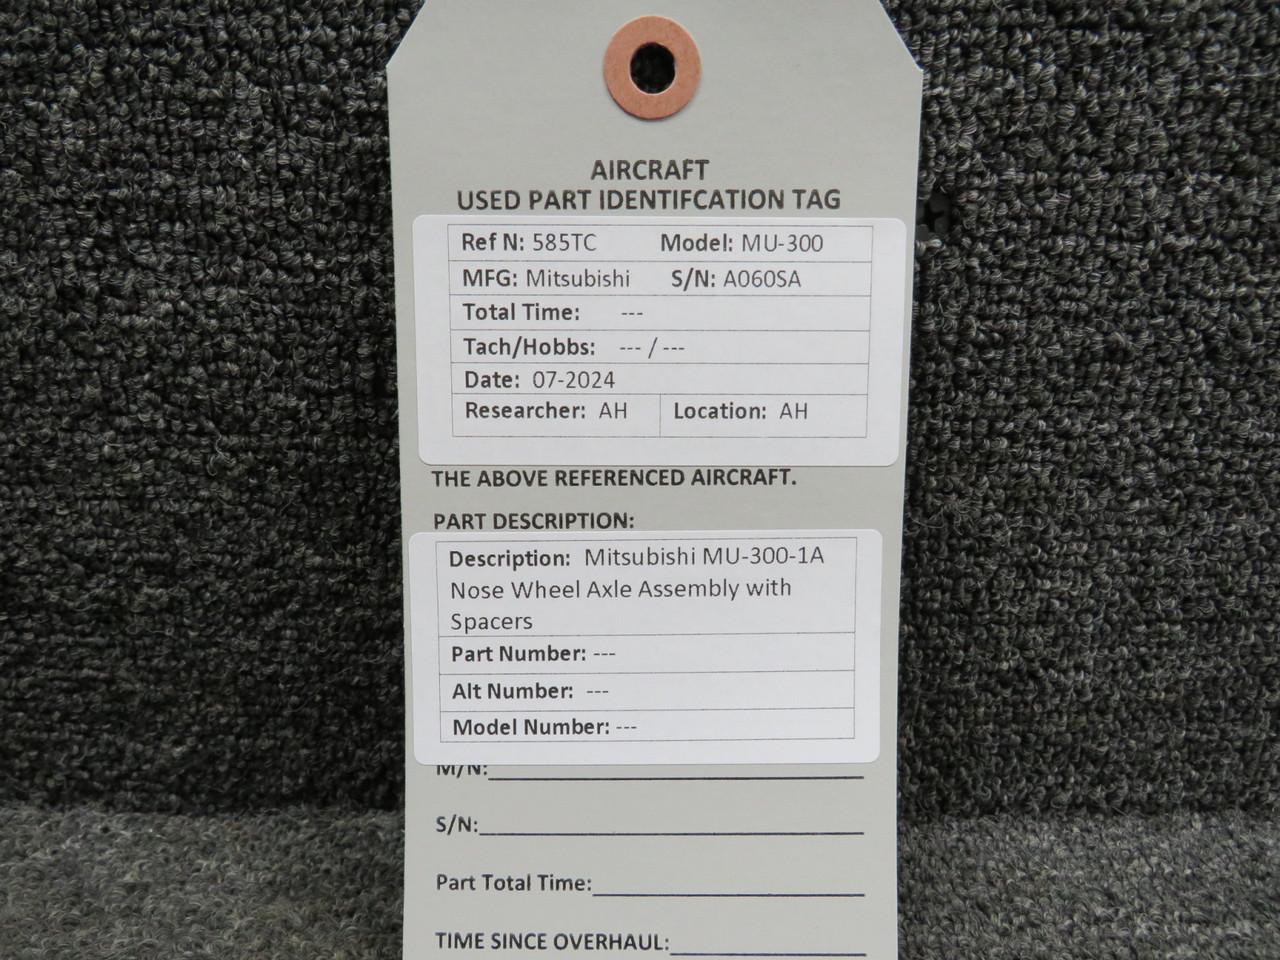 AIRCRAFT
USED PART IDENTIFCATION TAG
Ref N: 585TC Model: MU-300
MFG: Mitsubishi S/N: A060SA
Total Time: ---
Tach/Hobbs: --- / ---
Date: 07-2024
Researcher: AH Location: AH
THE ABOVE REFERENCED AIRCRAFT.
PART DESCRIPTION:
Description: Mitsubishi MU-300-1A
Nose Wheel Axle Assembly with
Spacers
Part Number: ---
Alt Number: ---
Model Number: ---
M/N:
S/N:
Part Total Time:
TIME SINCE OVERHAUL: